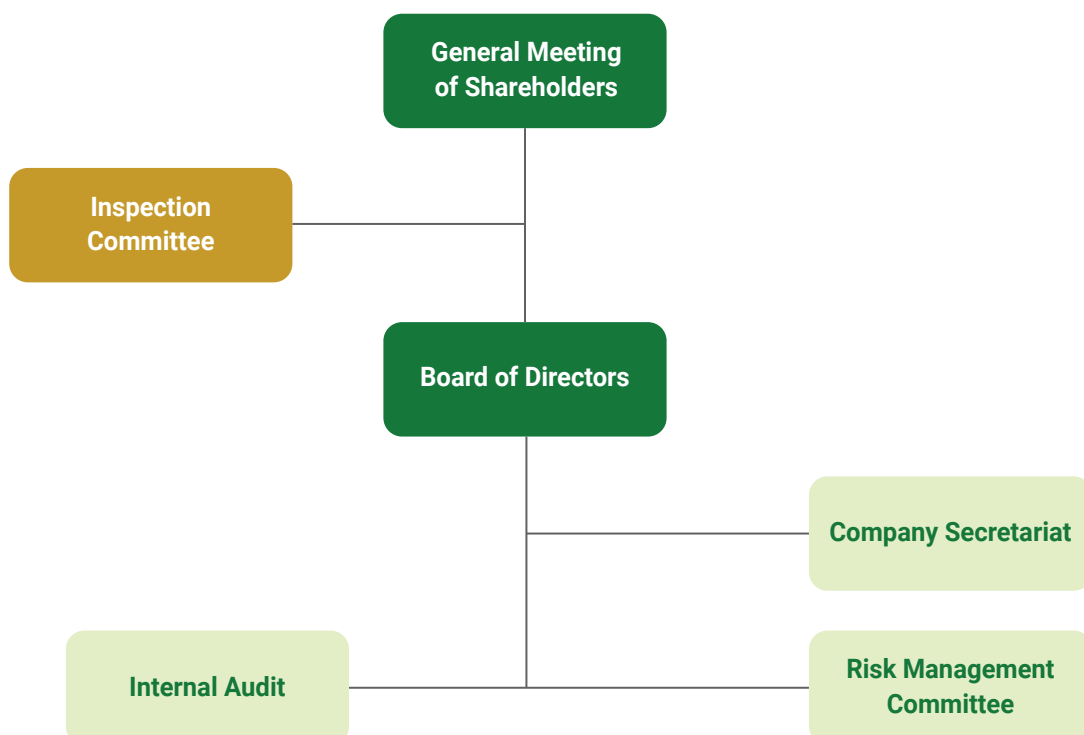 General Meeting
of Shareholders
Inspection
Committee
Board of Directors
Company Secretariat
Internal Audit
Risk Management
Committee